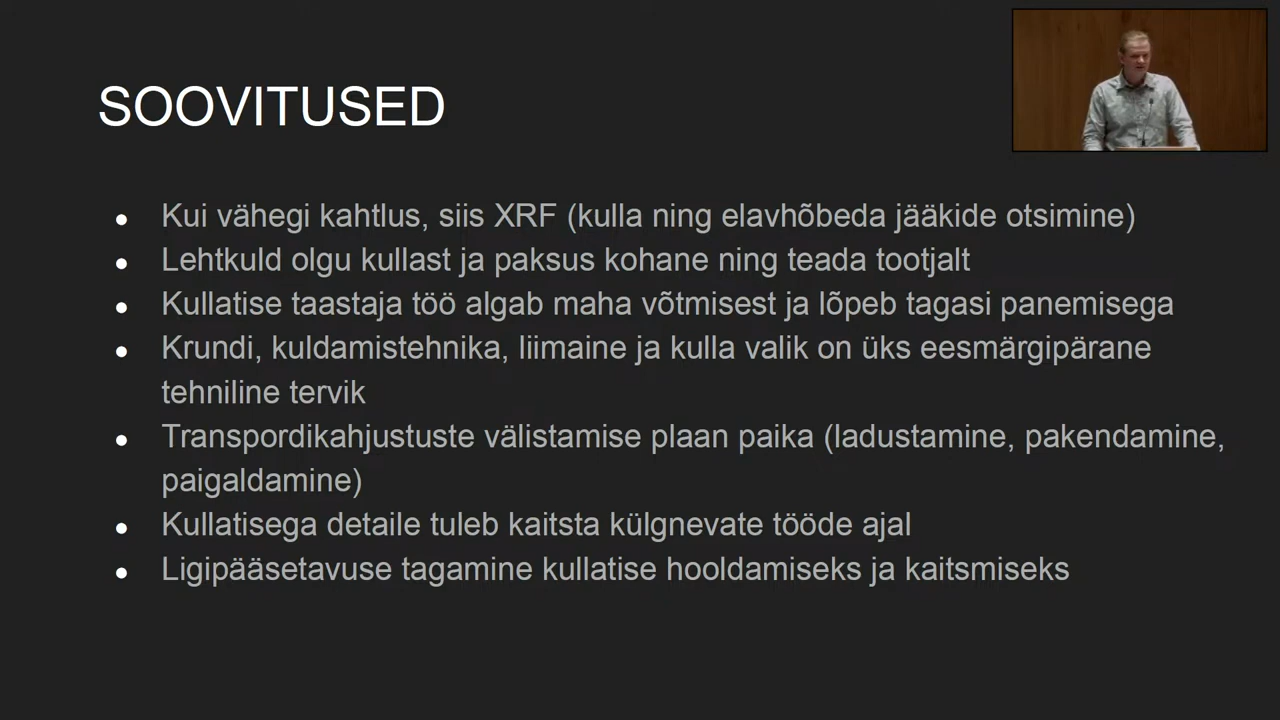 SOOVITUSED
● Kui vähegi kahtlus, siis XRF (kulla ning elavhõbeda jääkide otsimine)
● Lehtkuld olgu kullast ja paksus kohane ning teada tootjalt
● Kullatise taastaja töö algab maha võtmisest ja lõpeb tagasi panemisega
● Krundi, kuldamistehnika, liimaine ja kulla valik on üks eesmärgipärane
tehniline tervik
● Transpordikahjustuste välistamise plaan paika (ladustamine, pakendamine,
paigaldamine)
● Kullatisega detaile tuleb kaitsta külgnevate tööde ajal
● Ligipääsetavuse tagamine kullatise hooldamiseks ja kaitsmiseks